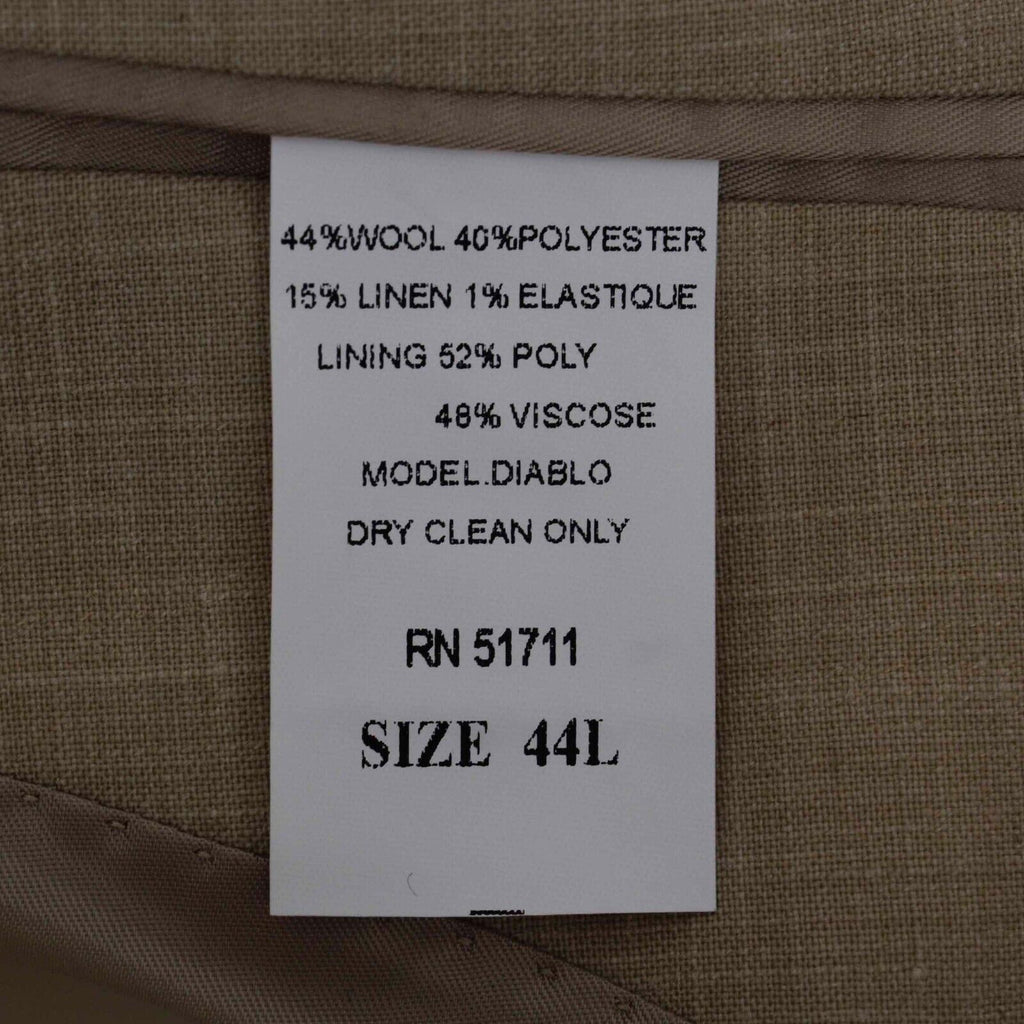 44%WOOL 40%POLYESTER
15% LINEN 1% ELASTIQUE
LINING 52% POLY
48% VISCOSE
MODEL.DIABLO
DRY CLEAN ONLY
RN 51711
SIZE 44L